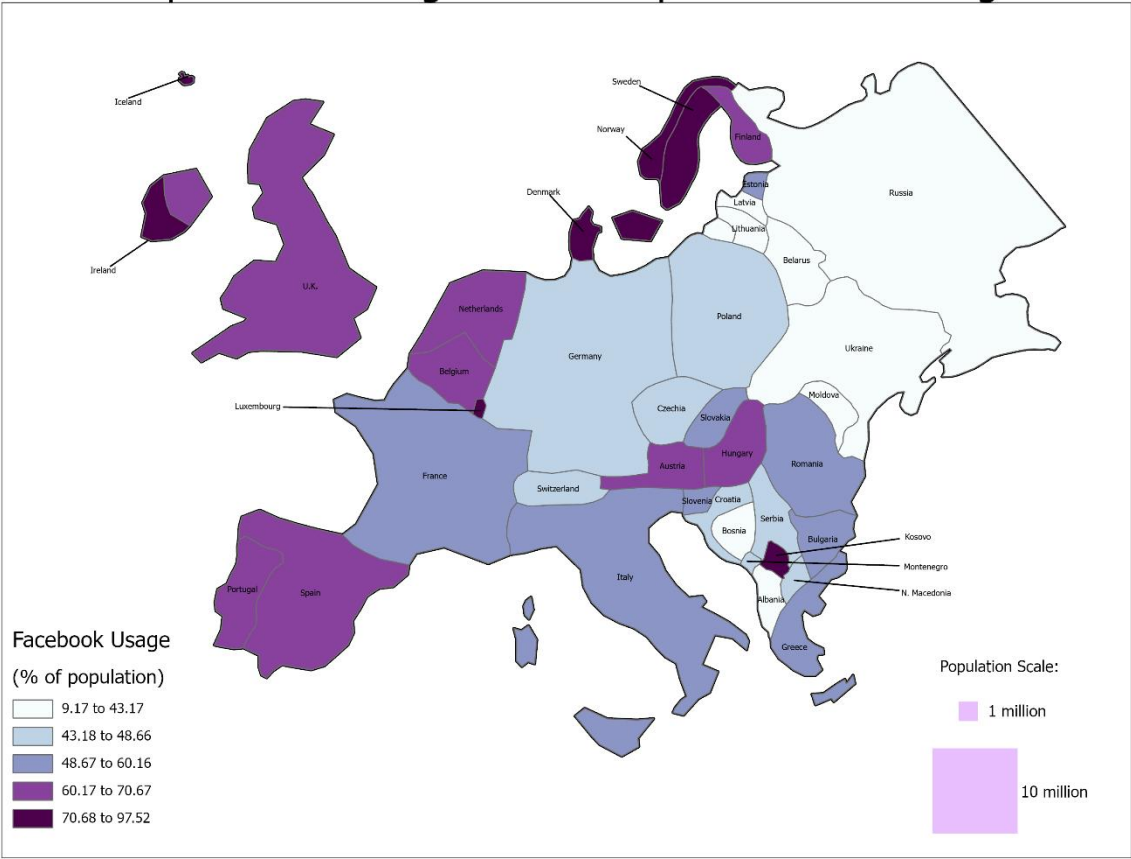 Iceland
Sweden
Norway
Finland
Denmark
Estonia
Latvia
Lithuania
Russia
Belarus
Ireland
U.K.
Netherlands
Poland
Germany
Ukraine
Belgium
Moldova
Luxembourg
Czechia
Slovakia
Hungary
Austria
Romania
France
Switzerland
Slovenia
Croatia
Serbia
Bosnia
Bulgaria
Kosovo
Montenegro
N. Macedonia
Italy
Albania
Portugal
Spain
Greece
Facebook Usage
(% of population)
9.17 to 43.17
43.18 to 48.66
48.67 to 60.16
60.17 to 70.67
70.68 to 97.52
Population Scale:
1 million
10 million